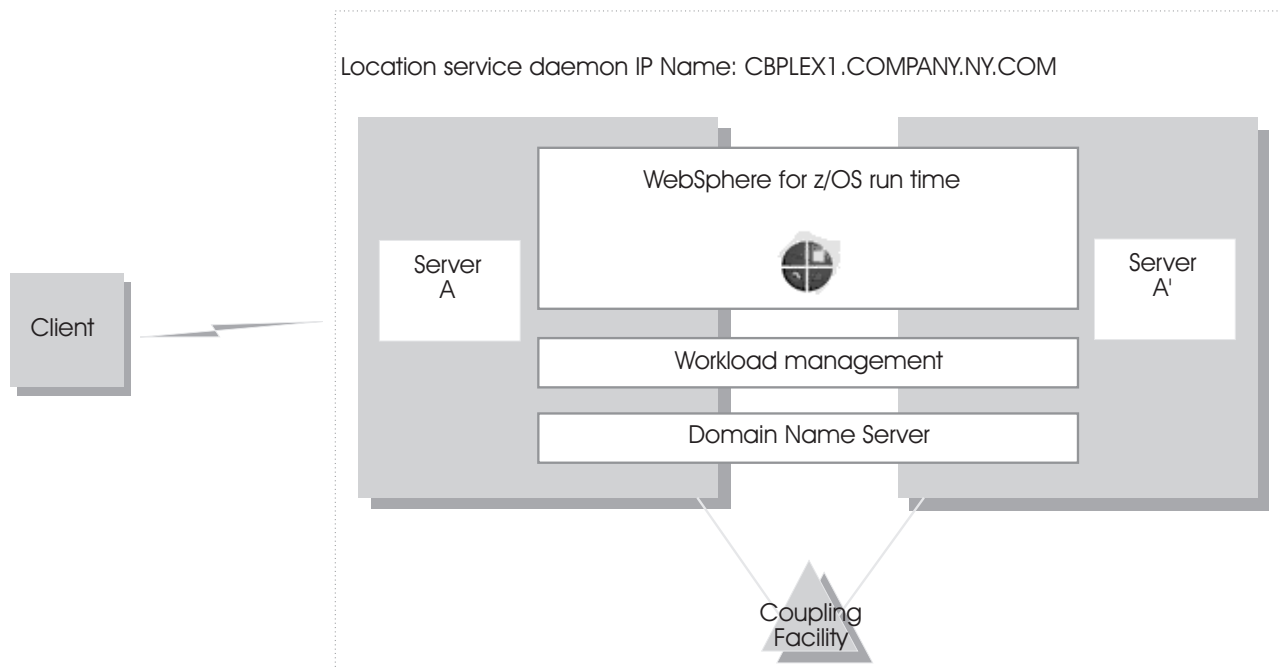 Location service daemon IP Name: CBPLEX1.COMPANY.NY.COM
WebSphere for z/OS run time
Server
A
Server
A'
Client
Workload management
Domain Name Server
Coupling
Facility